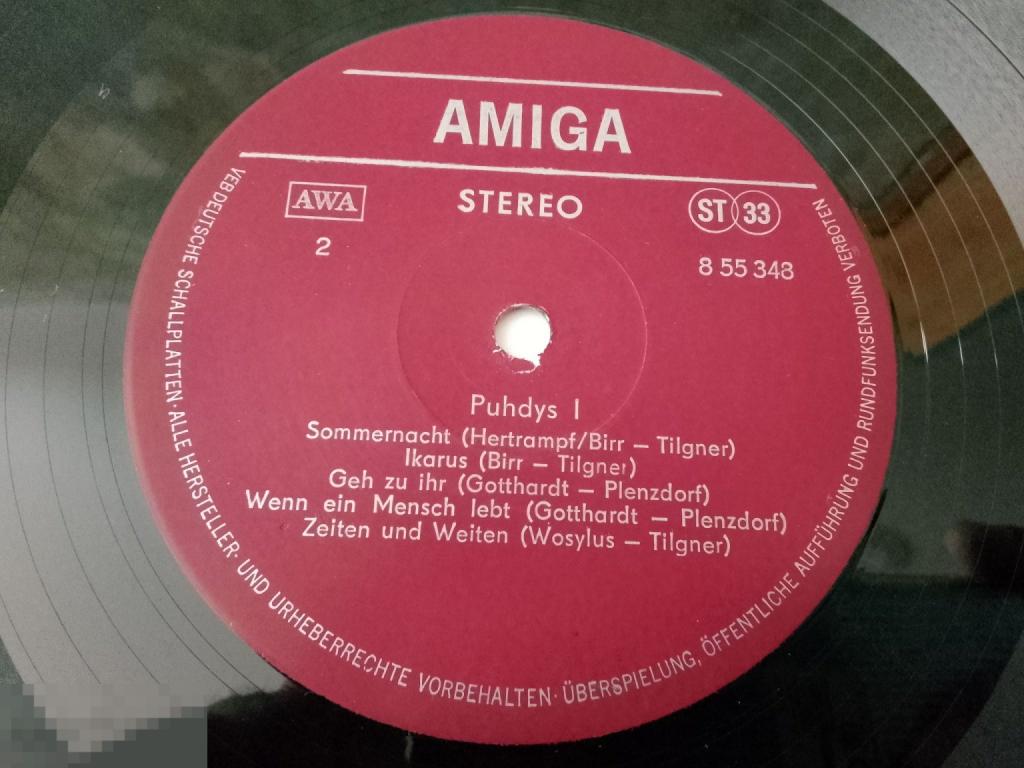 AMIGA
AWA
STEREO
ST 33
2
8 55 348
Puhdys I
Sommernacht (Hertrampf/Birr – Tilgner)
Ikarus (Birr – Tilgner)
Geh zu ihr (Gotthardt – Plenzdorf)
Wenn ein Mensch lebt (Gotthardt – Plenzdorf)
Zeiten und Weiten (Wosylus – Tilgner)
VEB DEUTSCHE SCHALLPLATTEN · ALLE HERSTELLER- UND URHEBERRECHTE VORBEHALTEN · ÜBERSPIELUNG, ÖFFENTLICHE AUFFÜHRUNG UND RUNDFUNKSENDUNG VERBOTEN